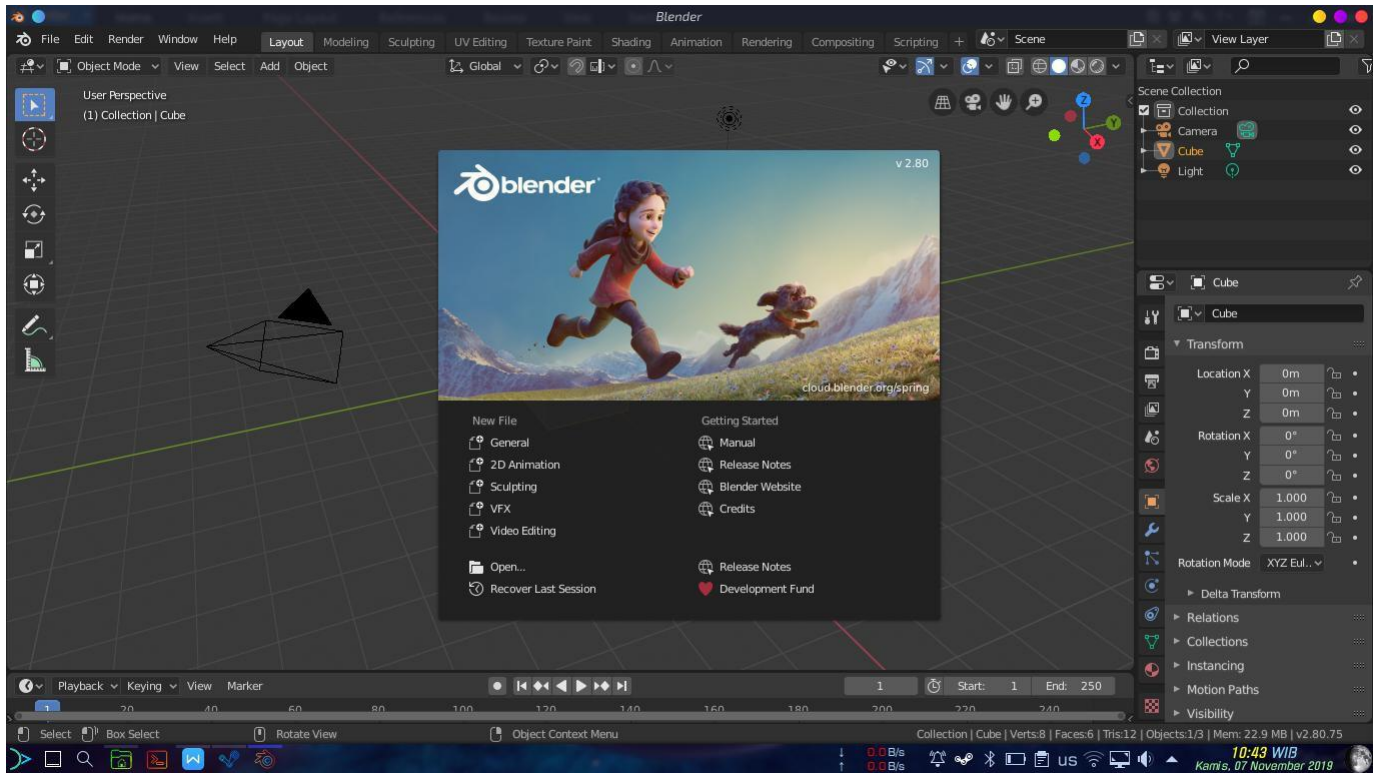 Blender
File Edit Render Window Help Layout Modeling Sculpting UV Editing Texture Paint Shading Animation Rendering Compositing Scripting + Scene View Layer
Object Mode View Select Add Object Global
User Perspective
(1) Collection | Cube
Z
Y
X
Scene Collection
Collection
Camera
Cube
Light
blender
v 2.80
cloud.blender.org/spring
New File
General
2D Animation
Sculpting
VFX
Video Editing
Open...
Recover Last Session
Getting Started
Manual
Release Notes
Blender Website
Credits
Release Notes
Development Fund
Cube
Cube
Transform
Location X 0m
Y 0m
Z 0m
Rotation X 0°
Y 0°
Z 0°
Scale X 1.000
Y 1.000
Z 1.000
Rotation Mode XYZ Eul..
Delta Transform
Relations
Collections
Instancing
Motion Paths
Visibility
Playback Keying View Marker 1 Start: 1 End: 250
1 20 40 60 80 100 120 140 160 180 200 220 240
Select Box Select Rotate View Object Context Menu Collection | Cube | Verts:8 | Faces:6 | Tris:12 | Objects:1/3 | Mem: 22.9 MB | v2.80.75
0.0 B/s
0.0 B/s
us
10:43 WIB
Kamis, 07 November 2019